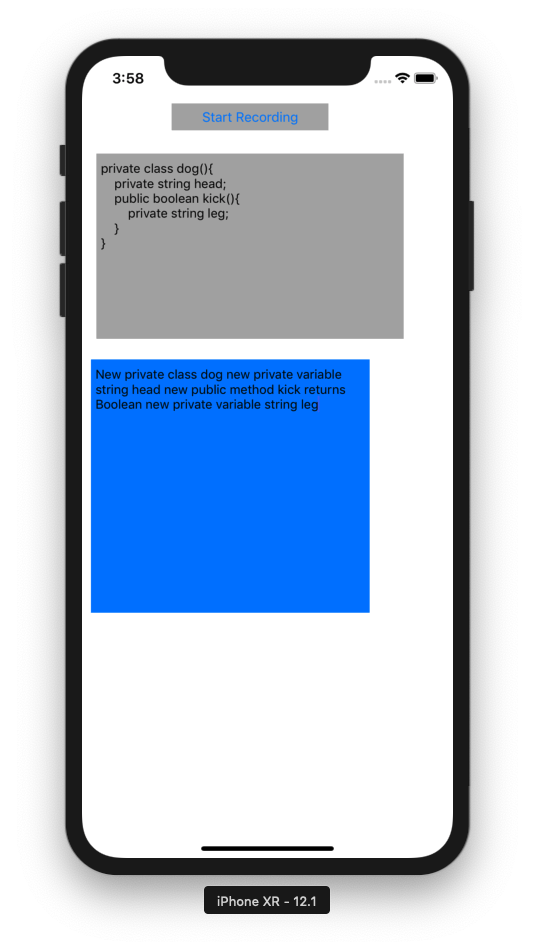 3:58
Start Recording
private class dog(){
    private string head;
    public boolean kick(){
        private string leg;
    }
}
New private class dog new private variable
string head new public method kick returns
Boolean new private variable string leg
iPhone XR - 12.1